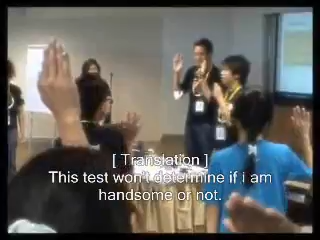 [ Translation ]
This test won't determine if i am
handsome or not.